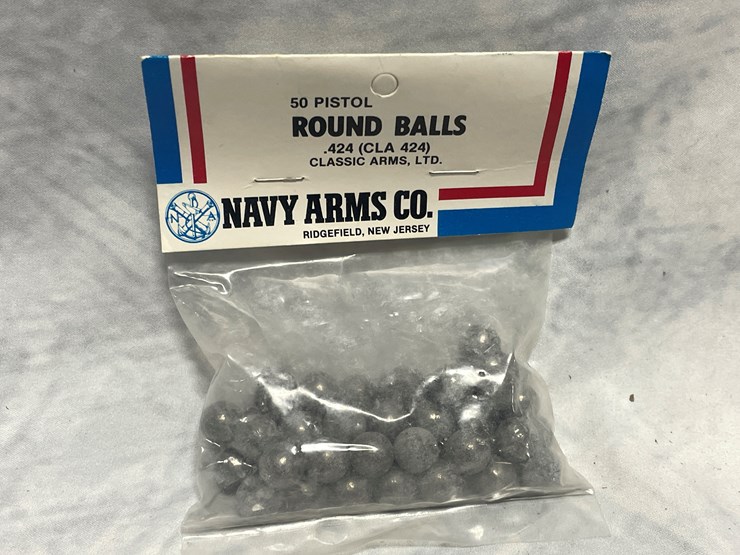 50 PISTOL
ROUND BALLS
.424 (CLA 424)
CLASSIC ARMS, LTD.
NAVY ARMS CO.
RIDGEFIELD, NEW JERSEY